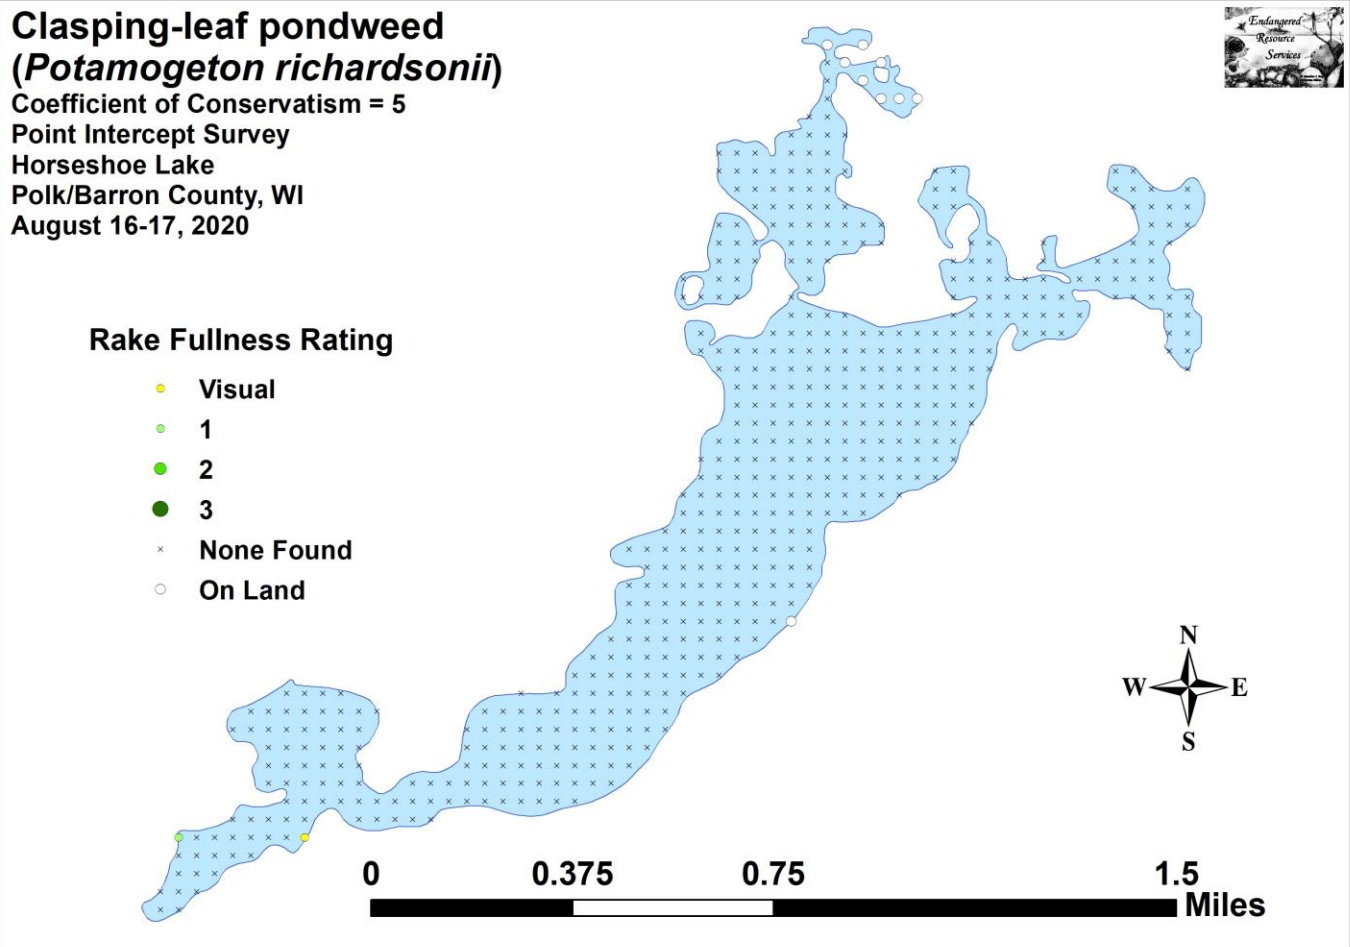 Clasping-leaf pondweed
(Potamogeton richardsonii)
Coefficient of Conservatism = 5
Point Intercept Survey
Horseshoe Lake
Polk/Barron County, WI
August 16-17, 2020
Endangered
Resource
Services
Rake Fullness Rating
Visual
1
2
3
None Found
On Land
N
W E
S
0 0.375 0.75 1.5
Miles